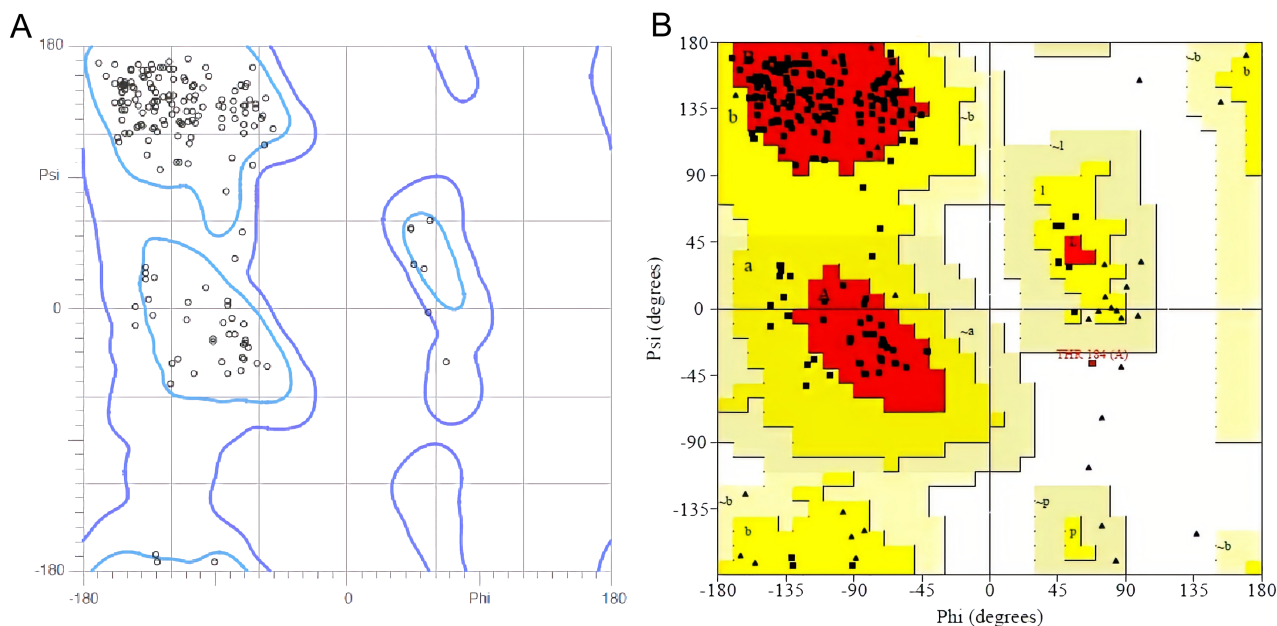 A
180
Psi
0
-180
-180
0
Phi
180
B
180
135
90
45
0
-45
-90
-135
Psi (degrees)
B
b
~b
~b
b
~l
l
L
a
A
~a
THR 184 (A)
~b
b
~p
p
~b
-180
-135
-90
-45
0
45
90
135
180
Phi (degrees)